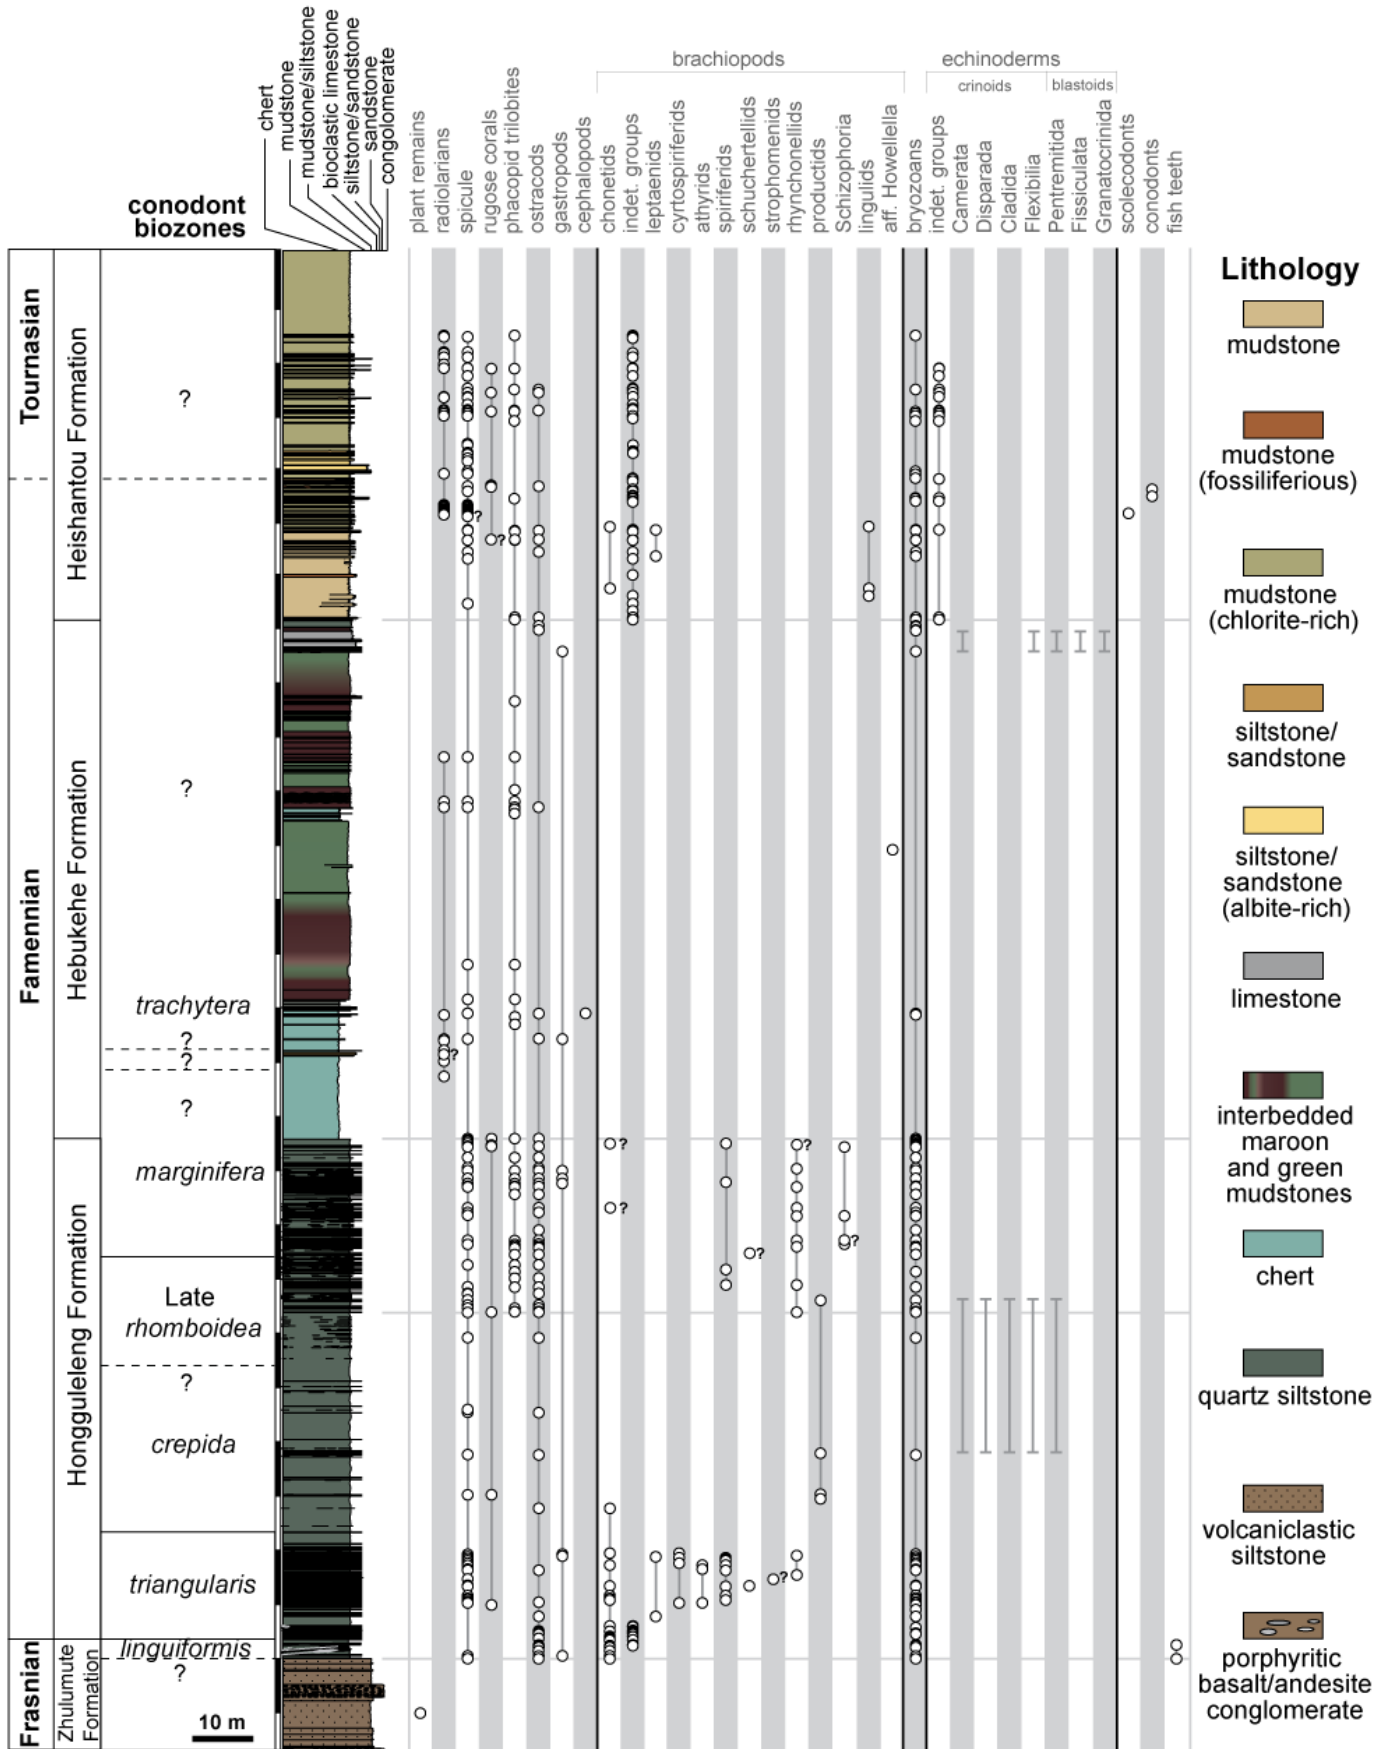 chert
mudstone
mudstone/siltstone
bioclastic limestone
siltstone/sandstone
sandstone
congolomerate
plant remains
radiolarians
spicule
rugose corals
phacopid trilobites
ostracods
gastropods
cephalopods
brachiopods
chonetids
indet. groups
leptaenids
cyrtospiriferids
athyrids
spiriferids
schuchertellids
strophomenids
rhynchonellids
productids
Schizophoria
lingulids
aff. Howellella
bryozoans
echinoderms
indet. groups
crinoids
Camerata
Disparada
Cladida
Flexibilia
blastoids
Pentremitida
Fissiculata
Granatocrinida
scolecodonts
conodonts
fish teeth
conodont
biozones
Tournasian
Famennian
Frasnian
Heishantou Formation
Hebukehe Formation
Hongguleleng Formation
Zhulumute
Formation
?
?
trachytera
?
?
?
marginifera
Late
rhomboidea
?
crepida
triangularis
linguiformis
?
10 m
?
?
?
?
?
?
?
?
?
Lithology
mudstone
mudstone
(fossiliferious)
mudstone
(chlorite-rich)
siltstone/
sandstone
siltstone/
sandstone
(albite-rich)
limestone
interbedded
maroon
and green
mudstones
chert
quartz siltstone
volcaniclastic
siltstone
porphyritic
basalt/andesite
conglomerate